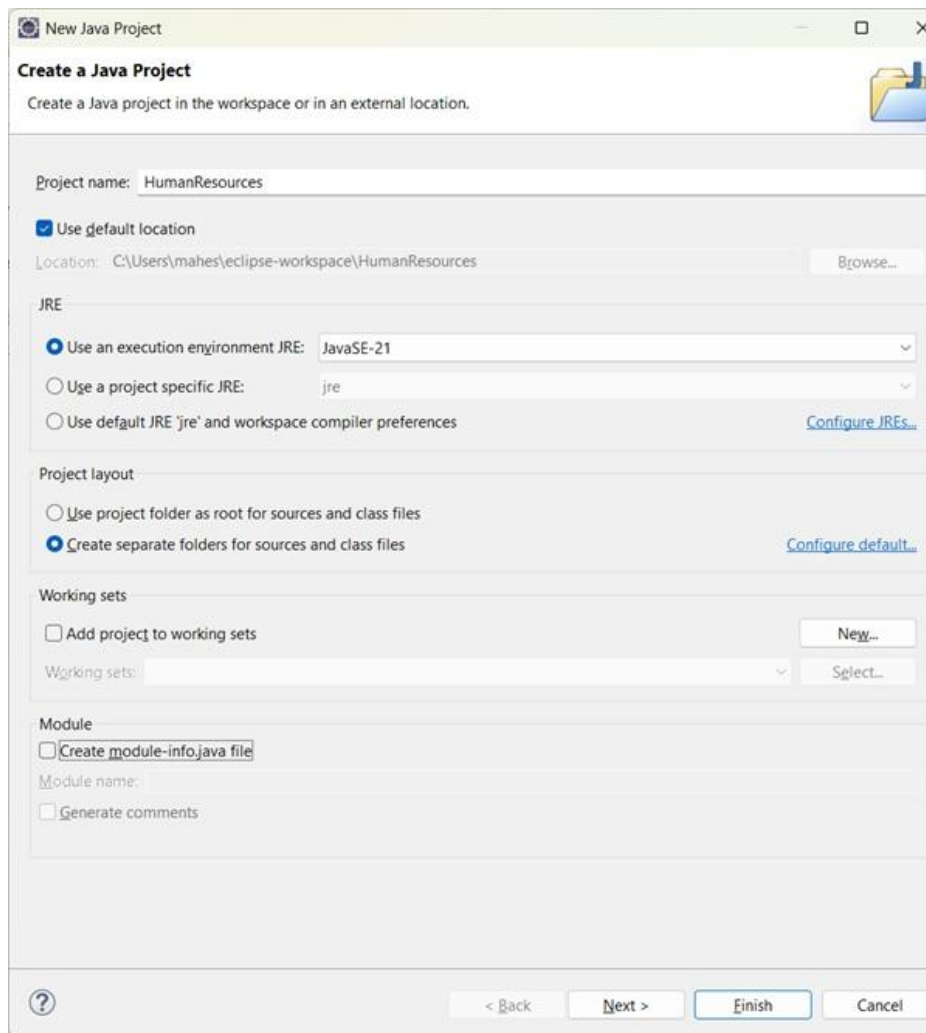 New Java Project
Create a Java Project
Create a Java project in the workspace or in an external location.
Project name: HumanResources
Use default location
Location: C:\Users\mahes\eclipse-workspace\HumanResources Browse...
JRE
Use an execution environment JRE: JavaSE-21
Use a project specific JRE: jre
Use default JRE 'jre' and workspace compiler preferences Configure JREs...
Project layout
Use project folder as root for sources and class files
Create separate folders for sources and class files Configure default...
Working sets
Add project to working sets New...
Working sets: Select...
Module
Create module-info.java file
Module name:
Generate comments
? < Back Next > Finish Cancel